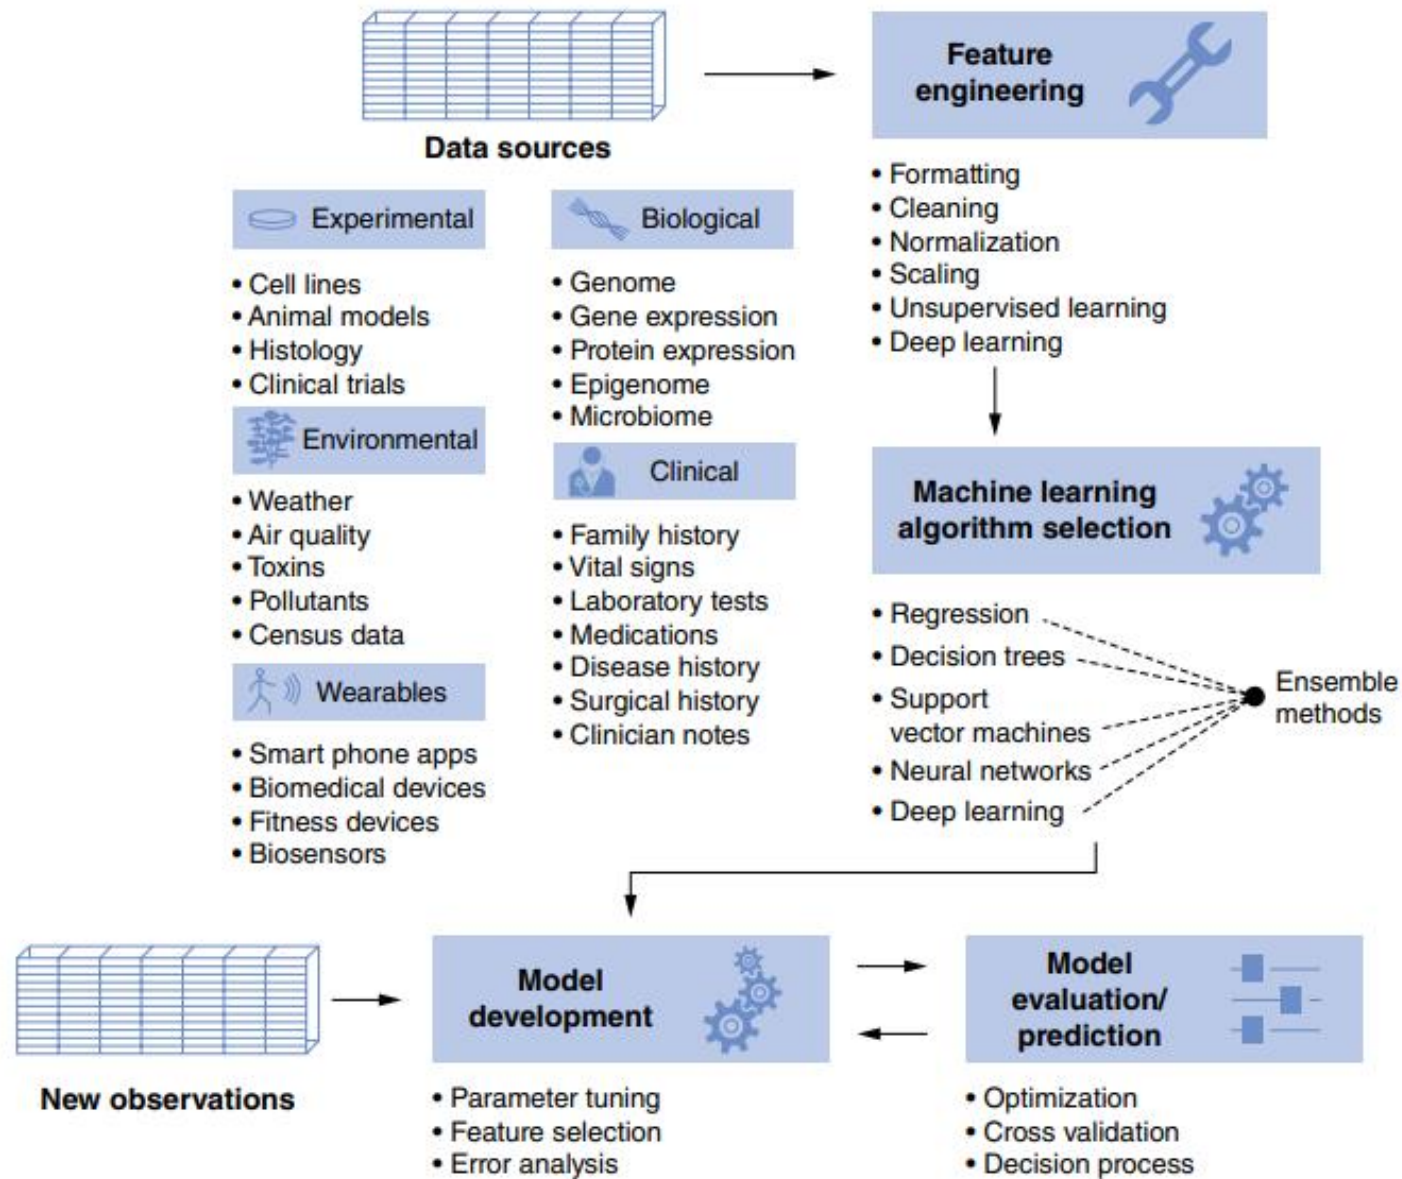 Data sources
Experimental
• Cell lines
• Animal models
• Histology
• Clinical trials
Environmental
• Weather
• Air quality
• Toxins
• Pollutants
• Census data
Wearables
• Smart phone apps
• Biomedical devices
• Fitness devices
• Biosensors
Biological
• Genome
• Gene expression
• Protein expression
• Epigenome
• Microbiome
Clinical
• Family history
• Vital signs
• Laboratory tests
• Medications
• Disease history
• Surgical history
• Clinician notes
Feature
engineering
• Formatting
• Cleaning
• Normalization
• Scaling
• Unsupervised learning
• Deep learning
Machine learning
algorithm selection
• Regression
• Decision trees
• Support
vector machines
• Neural networks
• Deep learning
Ensemble
methods
New observations
Model
development
• Parameter tuning
• Feature selection
• Error analysis
Model
evaluation/
prediction
• Optimization
• Cross validation
• Decision process